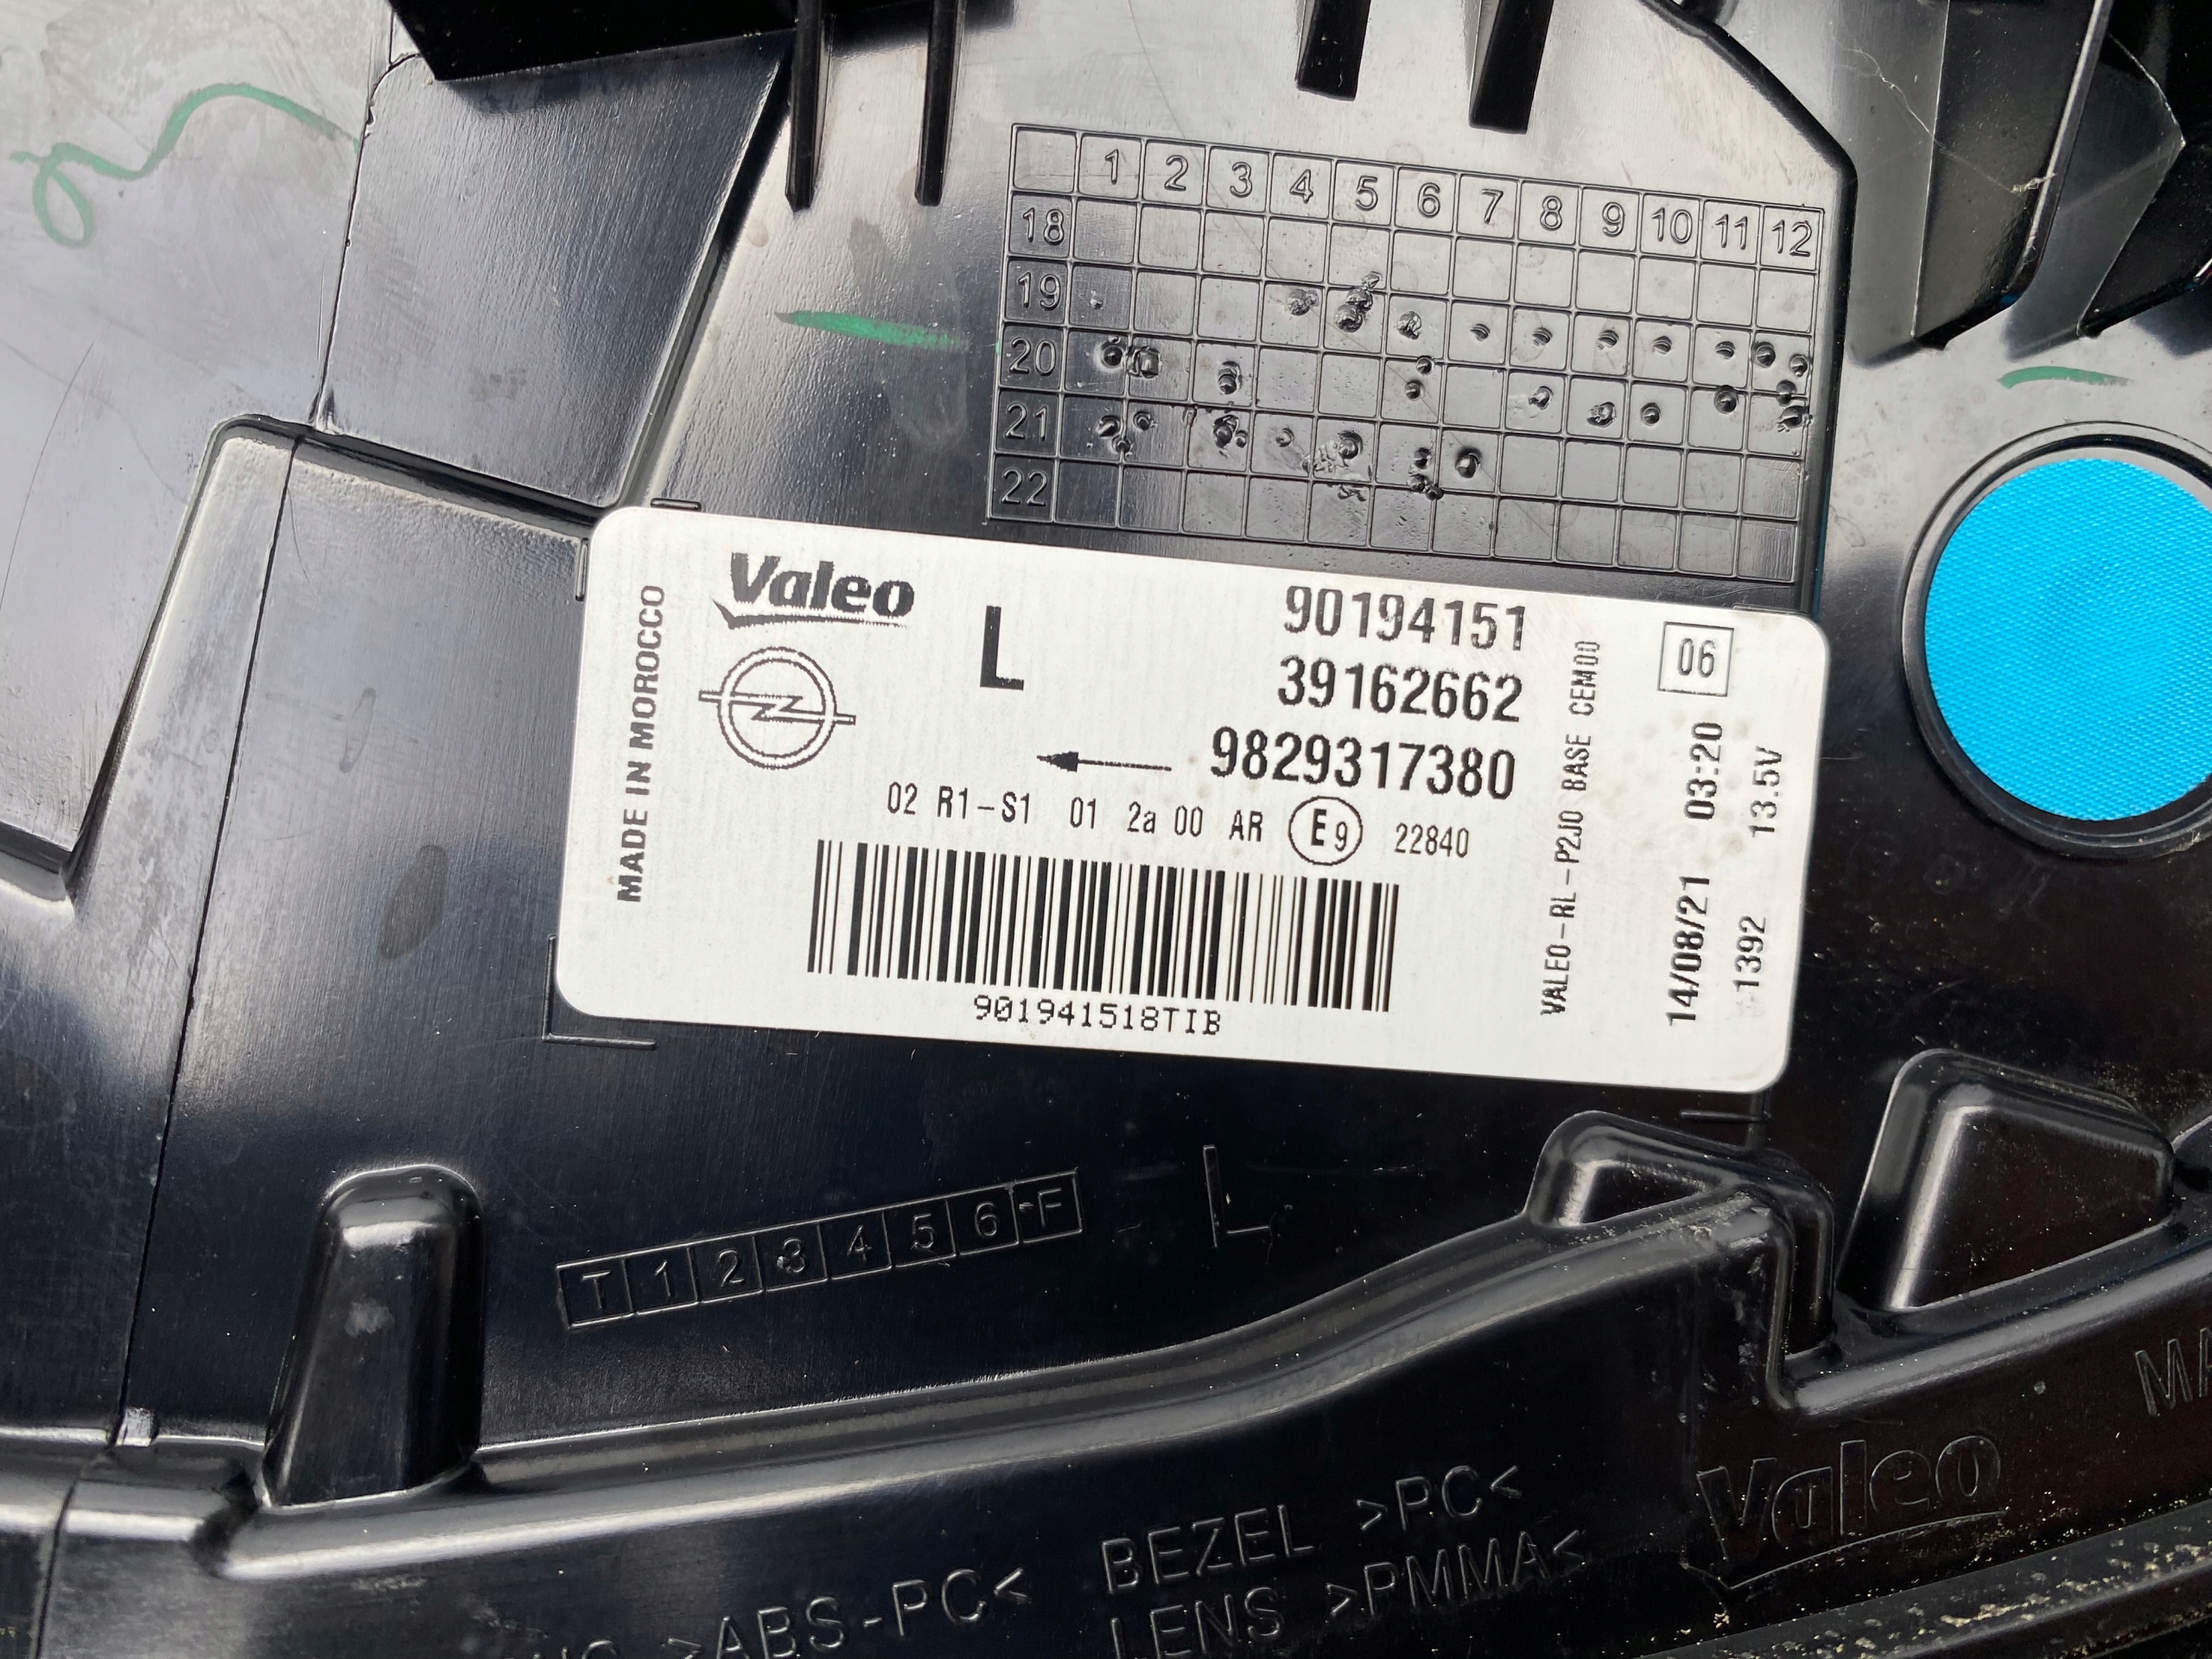 1 2 3 4 5 6 7 8 9 10 11 12
18
19
20
21
22
Valeo
L
90194151
39162662
9829317380
02 R1-S1 01 2a 00 AR E9 22840
901941518TIB
MADE IN MOROCCO
VALEO-RL-P2JO BASE CEM00
06
14/08/21 03:20
1392 13.5V
T 1 2 3 4 5 6 F
L
>ABS-PC<
BEZEL >PC<
LENS >PMMA<
Valeo